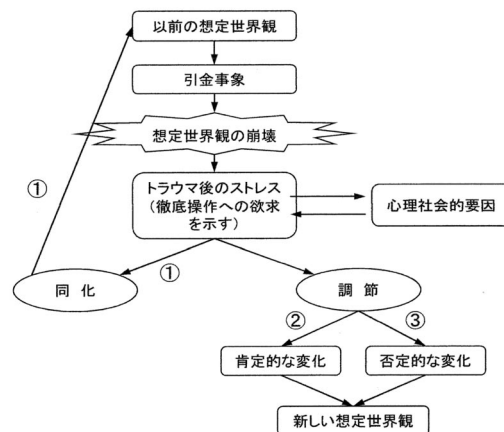 以前の想定世界観
引金事象
想定世界観の崩壊
①
トラウマ後のストレス
(徹底操作への欲求
を示す)
心理社会的要因
①
同 化
調 節
②
③
肯定的な変化
否定的な変化
新しい想定世界観